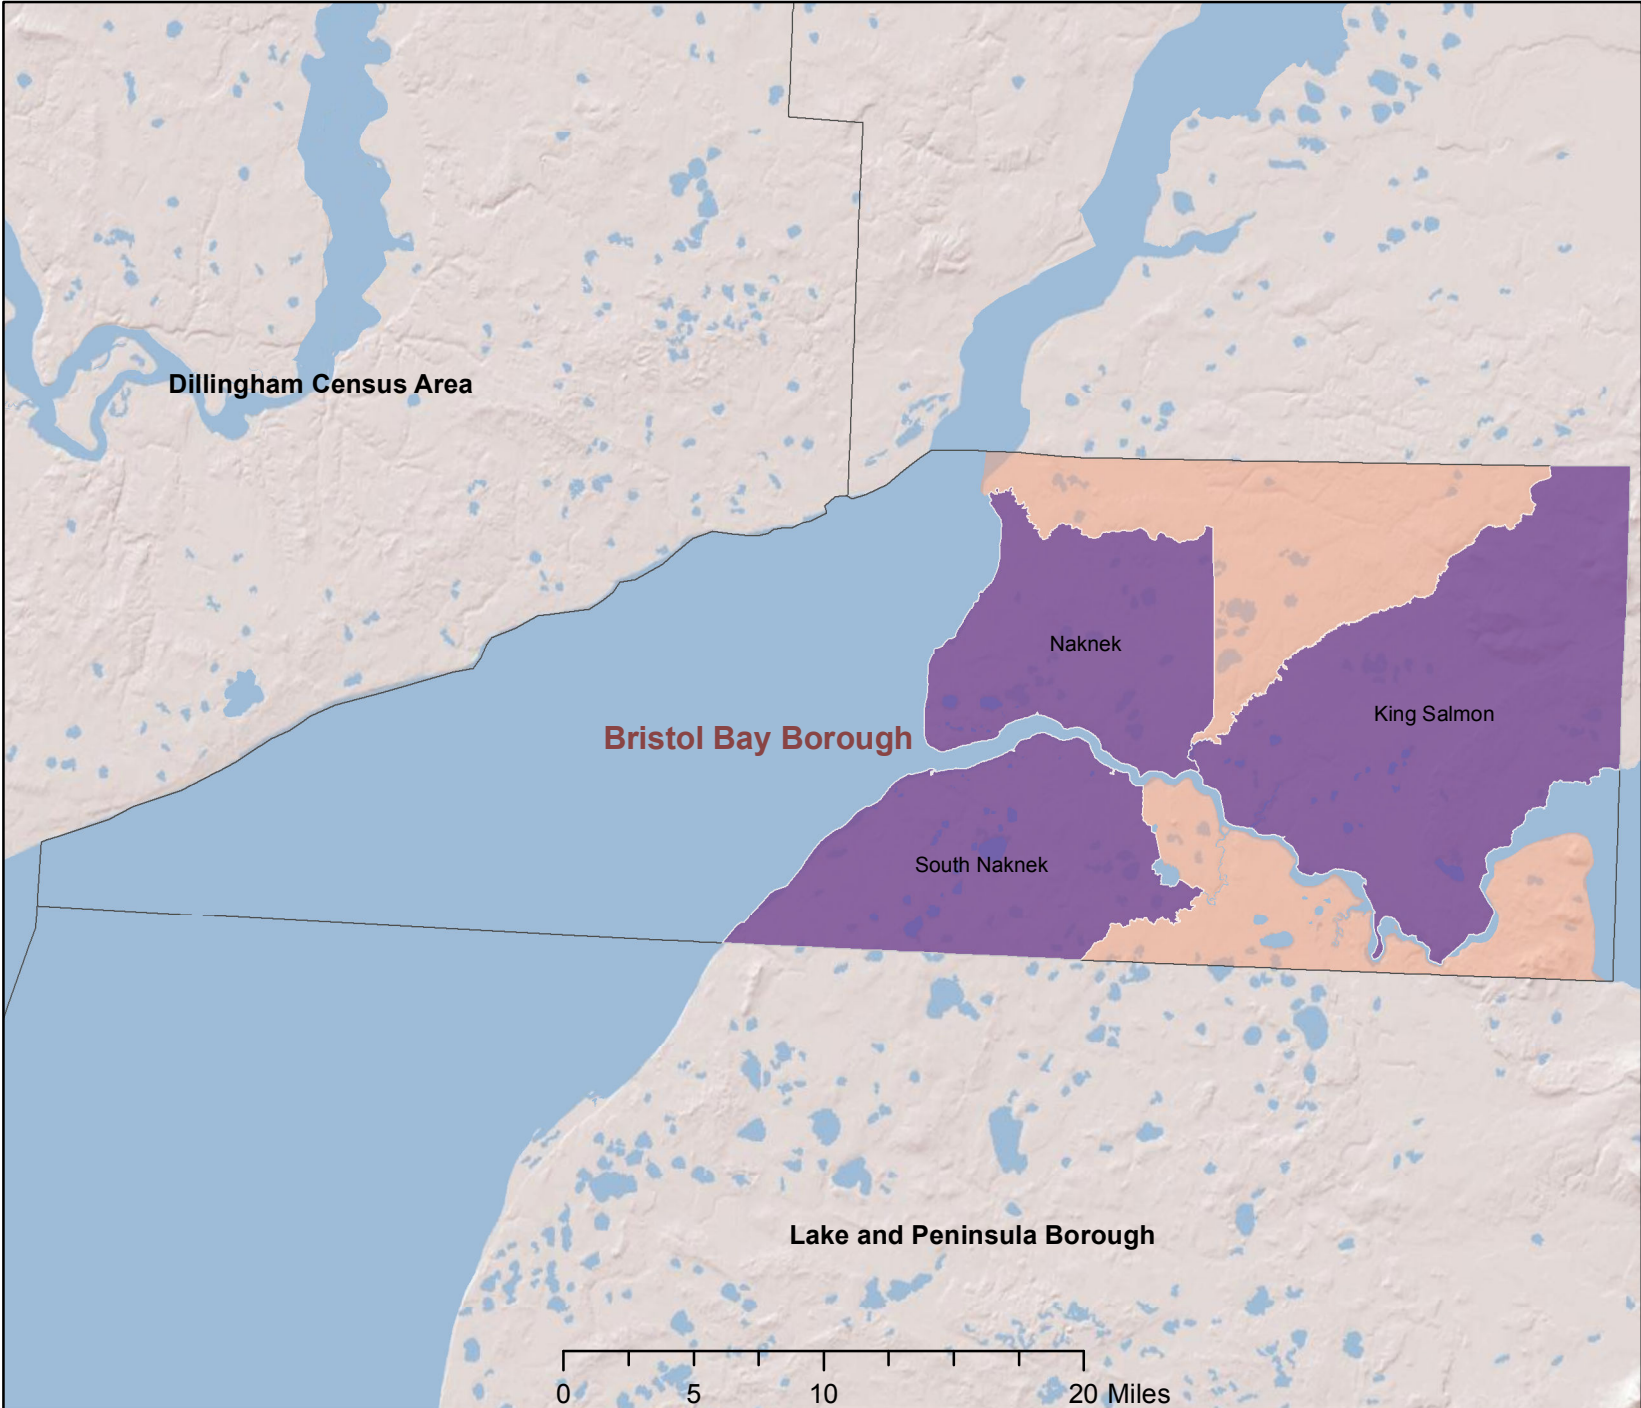 Dillingham Census Area
Naknek
King Salmon
Bristol Bay Borough
South Naknek
Lake and Peninsula Borough
0 5 10 20 Miles